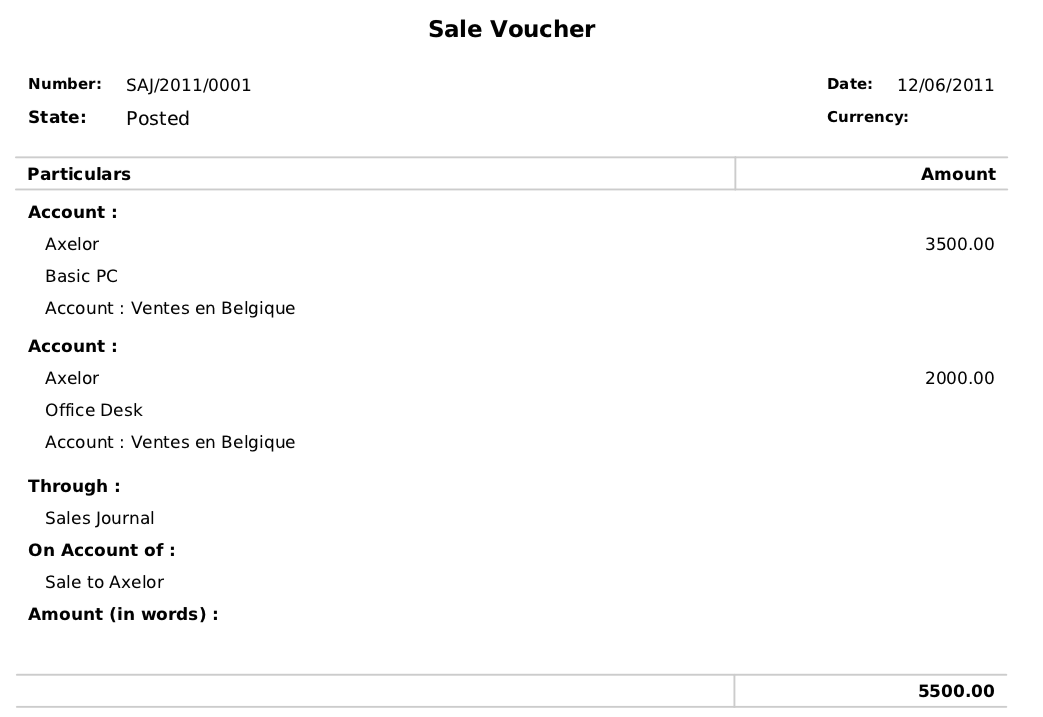 Sale Voucher
Number: SAJ/2011/0001 Date: 12/06/2011
State: Posted Currency:
Particulars Amount
Account :
Axelor 3500.00
Basic PC
Account : Ventes en Belgique
Account :
Axelor 2000.00
Office Desk
Account : Ventes en Belgique
Through :
Sales Journal
On Account of :
Sale to Axelor
Amount (in words) :
5500.00